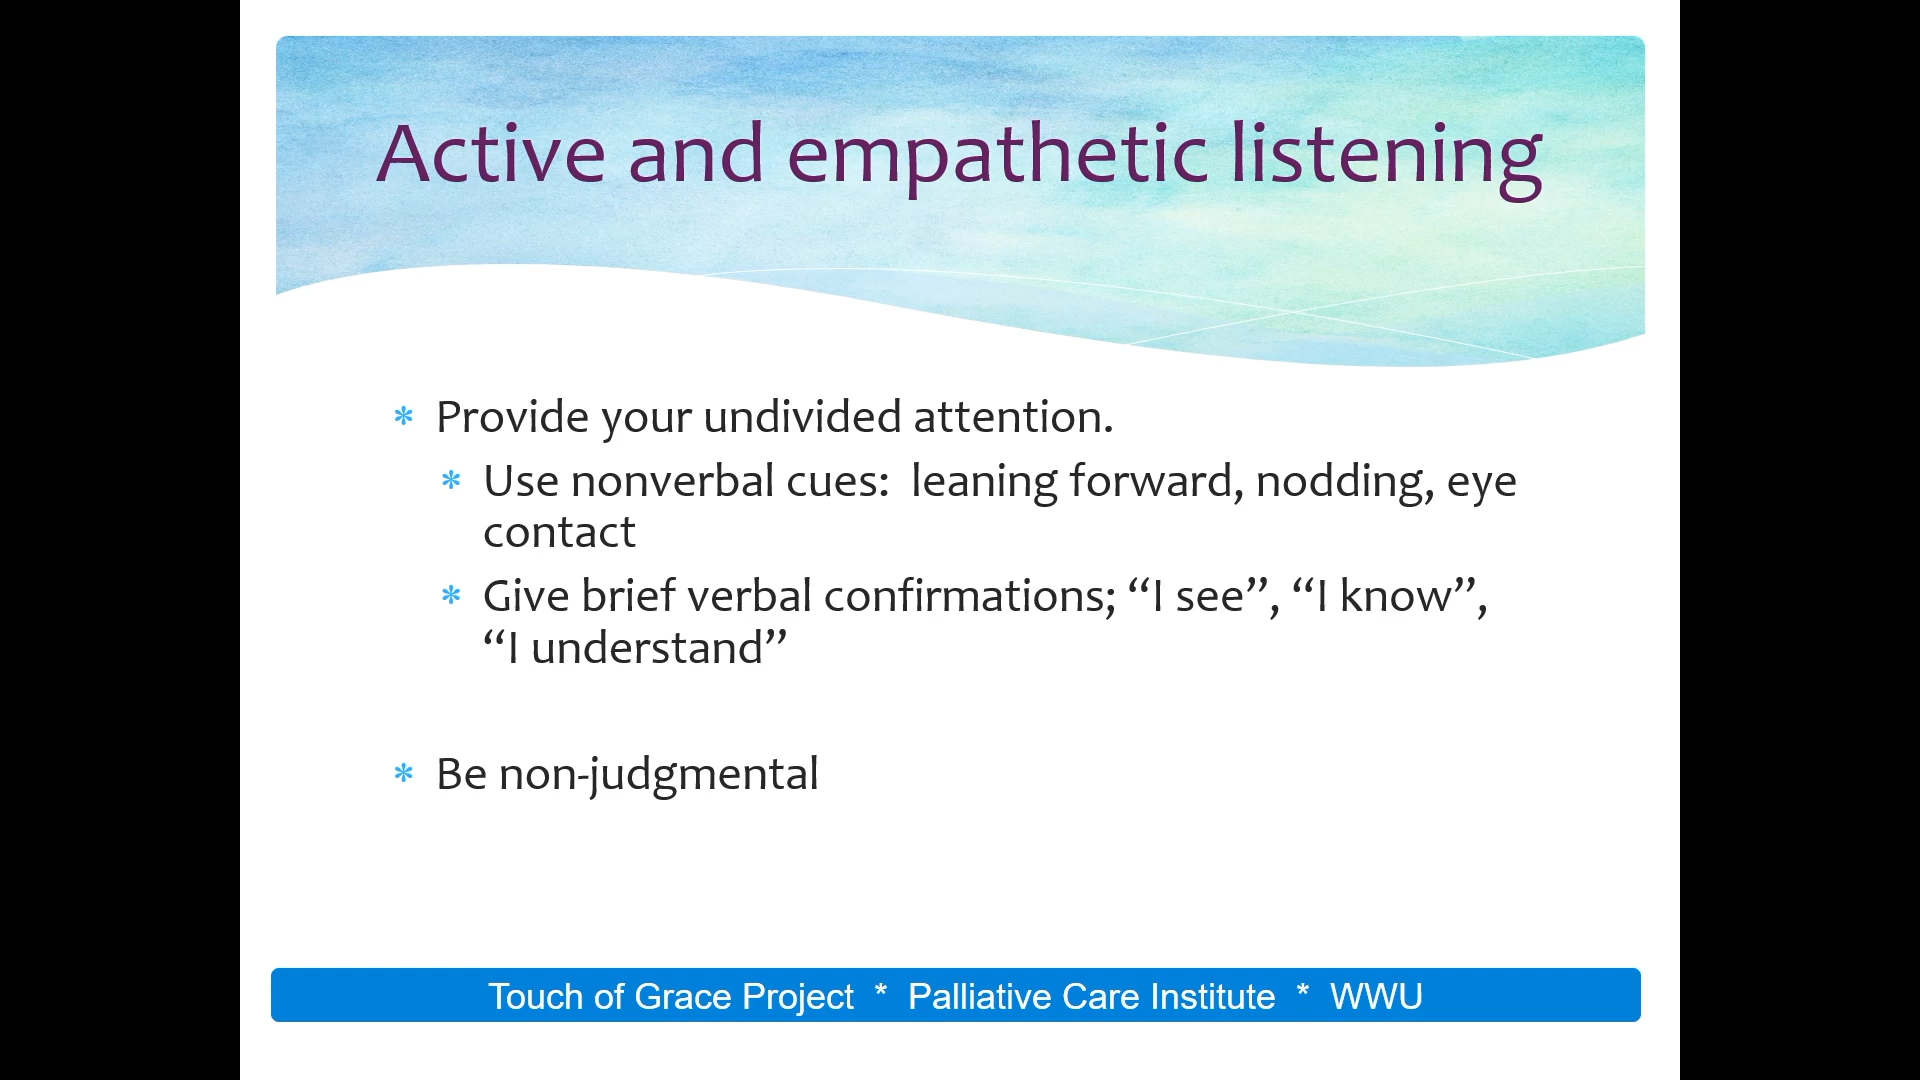 Active and empathetic listening
* Provide your undivided attention.
* Use nonverbal cues:  leaning forward, nodding, eye
contact
* Give brief verbal confirmations; “I see”, “I know”,
“I understand”
* Be non-judgmental
Touch of Grace Project  *  Palliative Care Institute  *  WWU